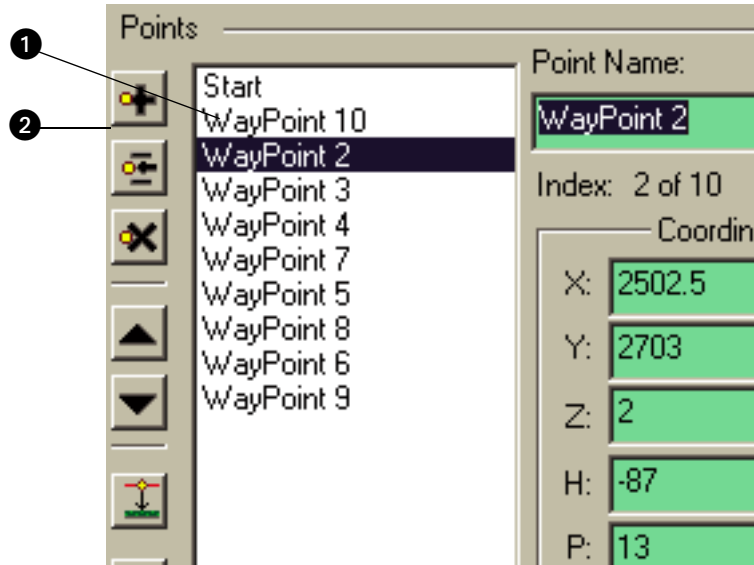 Points
1
2
Start
WayPoint 10
WayPoint 2
WayPoint 3
WayPoint 4
WayPoint 7
WayPoint 5
WayPoint 8
WayPoint 6
WayPoint 9
Point Name:
WayPoint 2
Index: 2 of 10
Coordin
X: 2502.5
Y: 2703
Z: 2
H: -87
P: 13